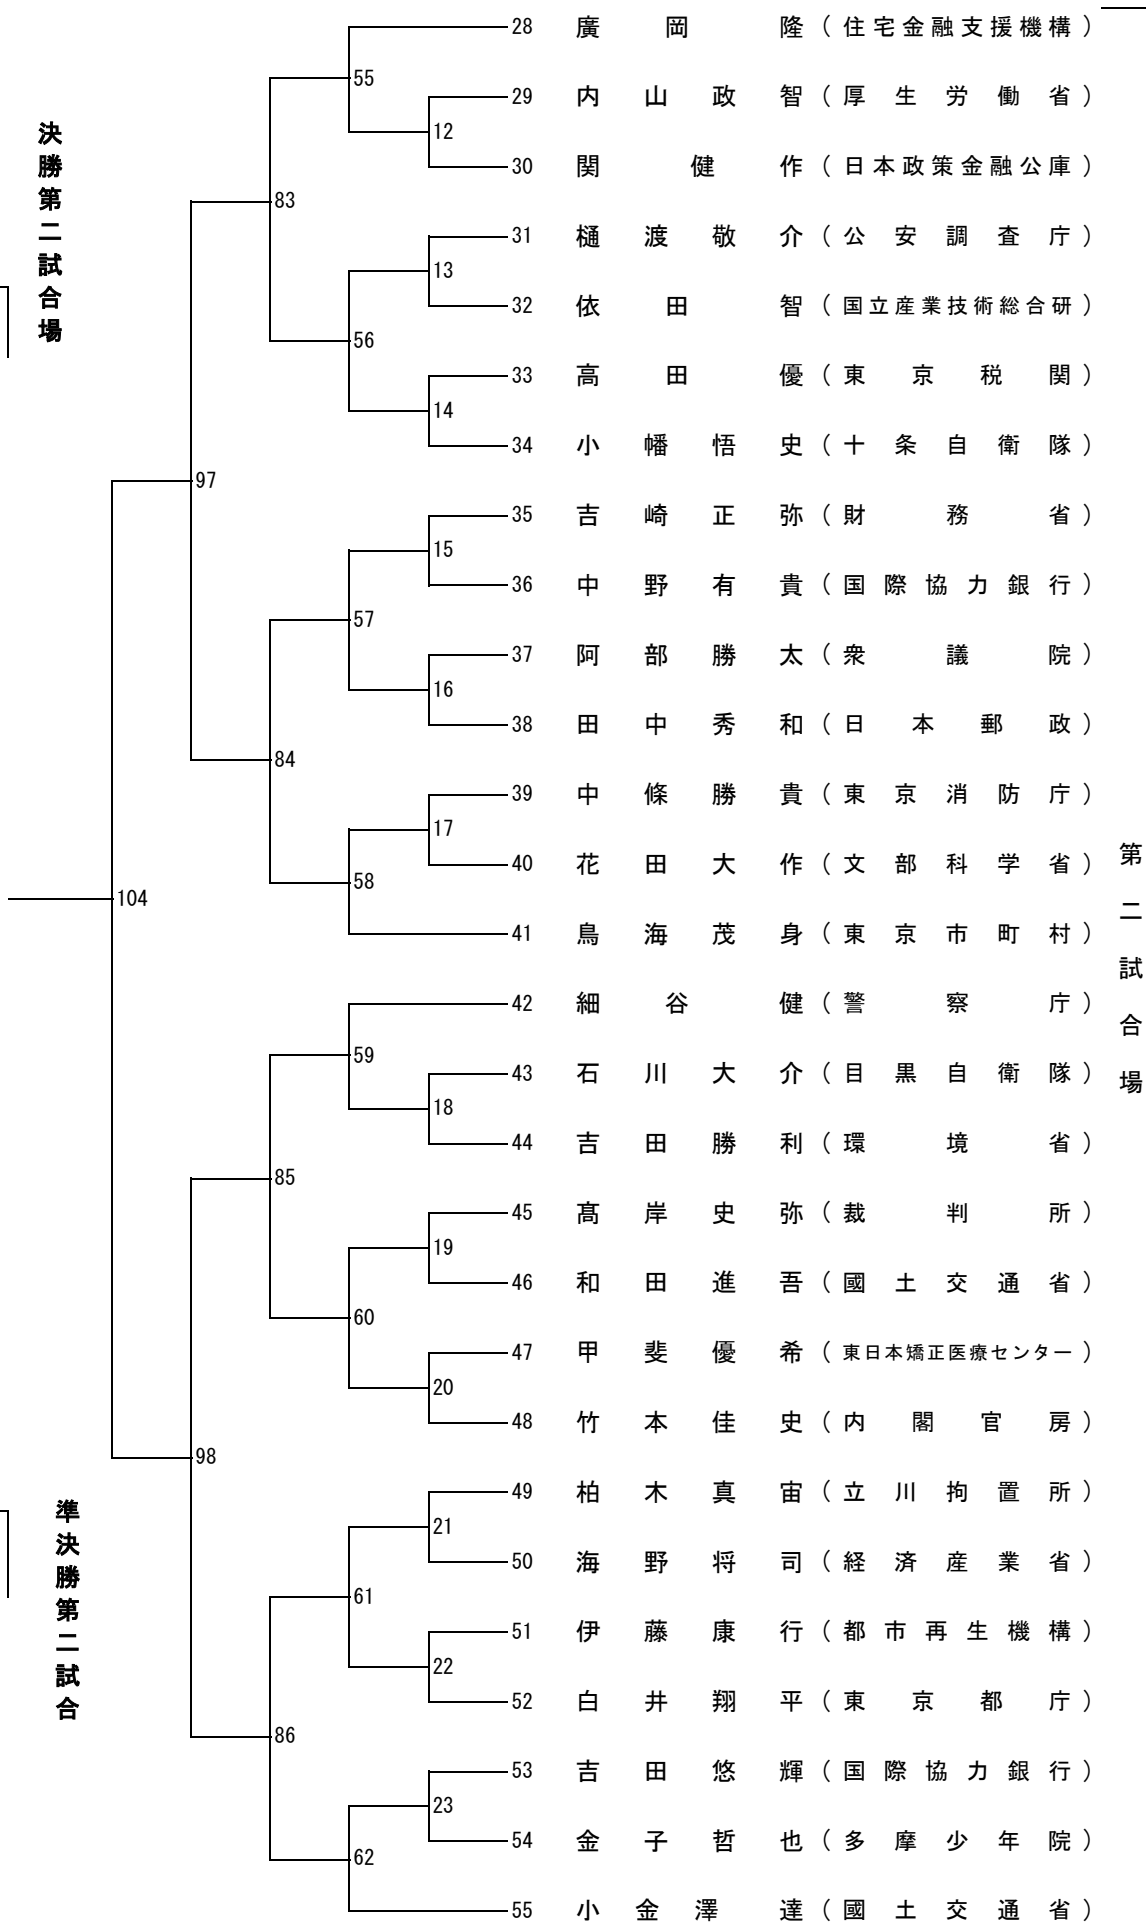 決勝第二試合場
準決勝第二試合
第二試合場
28 廣岡隆（住宅金融支援機構）
29 内山政智（厚生労働省）
30 関健作（日本政策金融公庫）
31 樋渡敬介（公安調査庁）
32 依田智（国立産業技術総合研）
33 高田優（東京税関）
34 小幡悟史（十条自衛隊）
35 吉崎正弥（財務省）
36 中野有貴（国際協力銀行）
37 阿部勝太（衆議院）
38 田中秀和（日本郵政）
39 中條勝貴（東京消防庁）
40 花田大作（文部科学省）
41 鳥海茂身（東京市町村）
42 細谷健（警察庁）
43 石川大介（目黒自衛隊）
44 吉田勝利（環境省）
45 髙岸史弥（裁判所）
46 和田進吾（國土交通省）
47 甲斐優希（東日本矯正医療センター）
48 竹本佳史（内閣官房）
49 柏木真宙（立川拘置所）
50 海野将司（経済産業省）
51 伊藤康行（都市再生機構）
52 白井翔平（東京都庁）
53 吉田悠輝（国際協力銀行）
54 金子哲也（多摩少年院）
55 小金澤達（國土交通省）
12
13
14
15
16
17
18
19
20
21
22
23
55
56
57
58
59
60
61
62
83
84
85
86
97
98
104